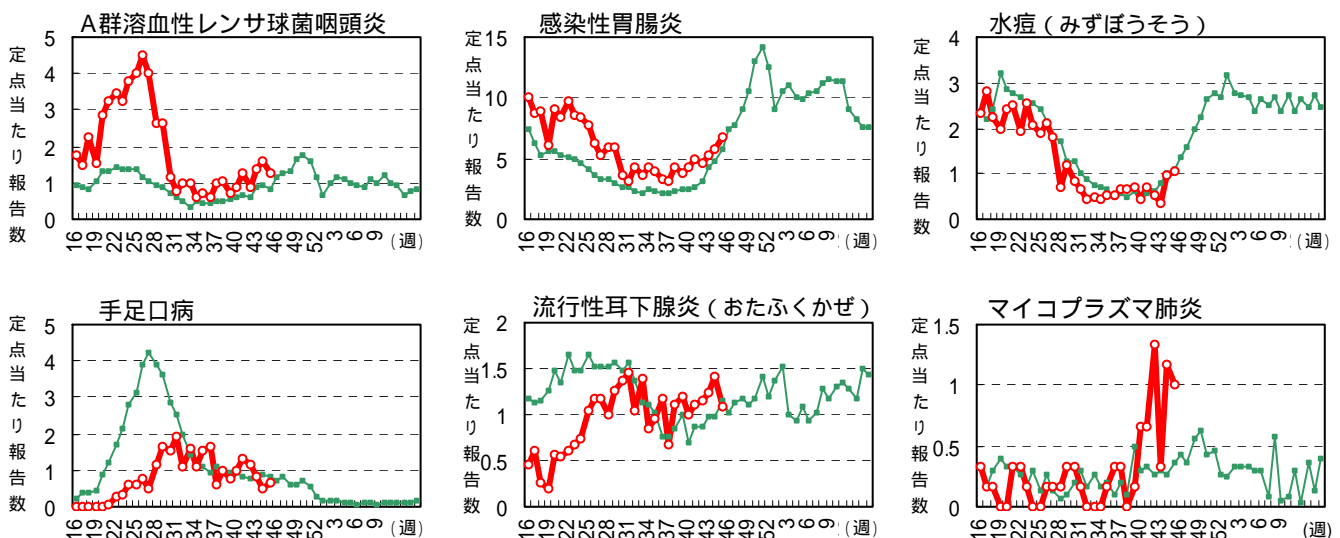 A群溶血性レンサ球菌咽頭炎
定点当たり報告数
5
4
3
2
1
0
16 19 22 25 28 31 34 37 40 43 46 49 52 3 6 9 (週)
感染性胃腸炎
定点当たり報告数
15
10
5
0
16 19 22 25 28 31 34 37 40 43 46 49 52 3 6 9 (週)
水痘（みずぼうそう）
定点当たり報告数
4
3
2
1
0
16 19 22 25 28 31 34 37 40 43 46 49 52 3 6 9 (週)
手足口病
定点当たり報告数
5
4
3
2
1
0
16 19 22 25 28 31 34 37 40 43 46 49 52 3 6 9 (週)
流行性耳下腺炎（おたふくかぜ）
定点当たり報告数
2
1.5
1
0.5
0
16 19 22 25 28 31 34 37 40 43 46 49 52 3 6 9 (週)
マイコプラズマ肺炎
定点当たり報告数
1.5
1
0.5
0
16 19 22 25 28 31 34 37 40 43 46 49 52 3 6 9 (週)